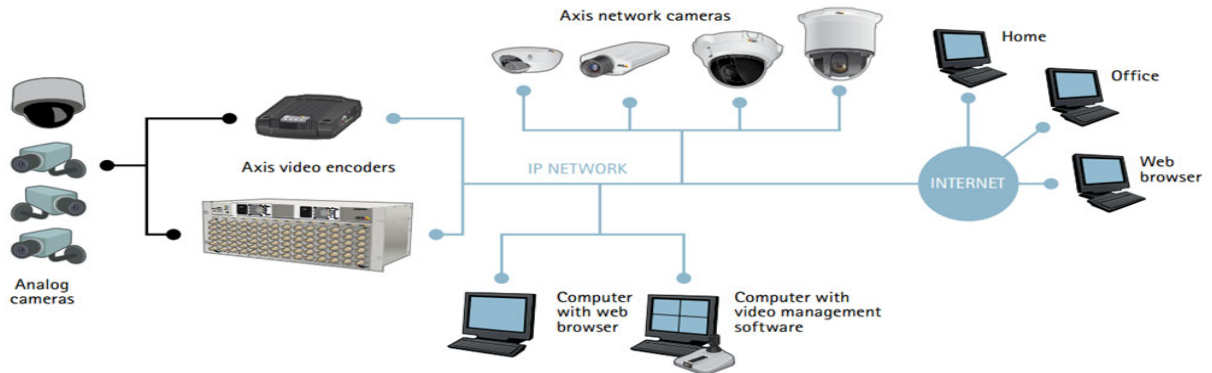 Axis network cameras
Home
Office
Axis video encoders
IP NETWORK
INTERNET
Web
browser
Analog
cameras
Computer
with web
browser
Computer with
video management
software